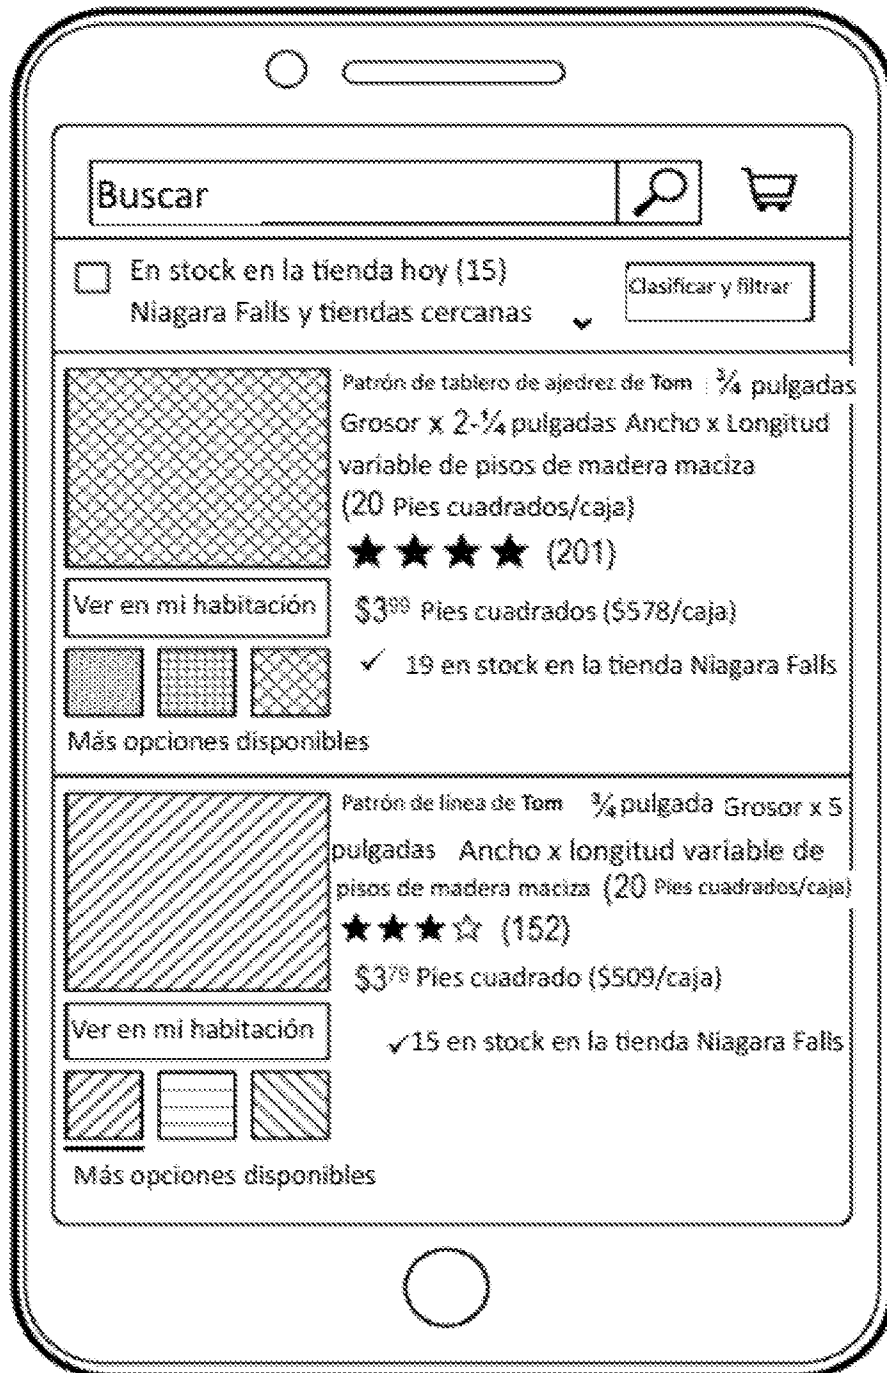 Buscar
En stock en la tienda hoy (15)
Niagara Falls y tiendas cercanas
Clasificar y filtrar
Patrón de tablero de ajedrez de Tom ¾ pulgadas
Grosor x 2-¼ pulgadas Ancho x Longitud
variable de pisos de madera maciza
(20 Pies cuadrados/caja)
(201)
Ver en mi habitación
$3⁹⁹ Pies cuadrados ($578/caja)
19 en stock en la tienda Niagara Falls
Más opciones disponibles
Patrón de línea de Tom ¾ pulgada Grosor x 5
pulgadas Ancho x longitud variable de
pisos de madera maciza (20 Pies cuadrados/caja)
(152)
$3⁷⁹ Pies cuadrado ($509/caja)
Ver en mi habitación
15 en stock en la tienda Niagara Falls
Más opciones disponibles